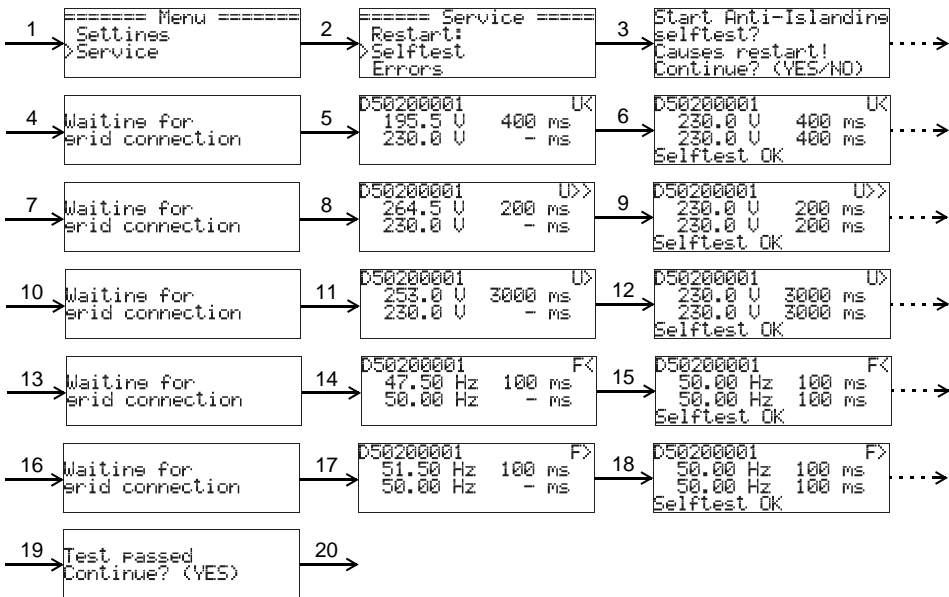 1
======= Menu =======
Settings
>Service
2
====== Service =====
Restart:
>Selftest
Errors
3
Start Anti-Islanding
selftest?
Causes restart!
Continue? (YES/NO)
4
Waiting for
grid connection
5
D50200001 U<
195.5 V 400 ms
230.0 V - ms
6
D50200001 U<
230.0 V 400 ms
230.0 V 400 ms
Selftest OK
7
Waiting for
grid connection
8
D50200001 U>>
264.5 V 200 ms
230.0 V - ms
9
D50200001 U>>
230.0 V 200 ms
230.0 V 200 ms
Selftest OK
10
Waiting for
grid connection
11
D50200001 U>
253.0 V 3000 ms
230.0 V - ms
12
D50200001 U>
230.0 V 3000 ms
230.0 V 3000 ms
Selftest OK
13
Waiting for
grid connection
14
D50200001 F<
47.50 Hz 100 ms
50.00 Hz - ms
15
D50200001 F<
50.00 Hz 100 ms
50.00 Hz 100 ms
Selftest OK
16
Waiting for
grid connection
17
D50200001 F>
51.50 Hz 100 ms
50.00 Hz - ms
18
D50200001 F>
50.00 Hz 100 ms
50.00 Hz 100 ms
Selftest OK
19
Test passed
Continue? (YES)
20